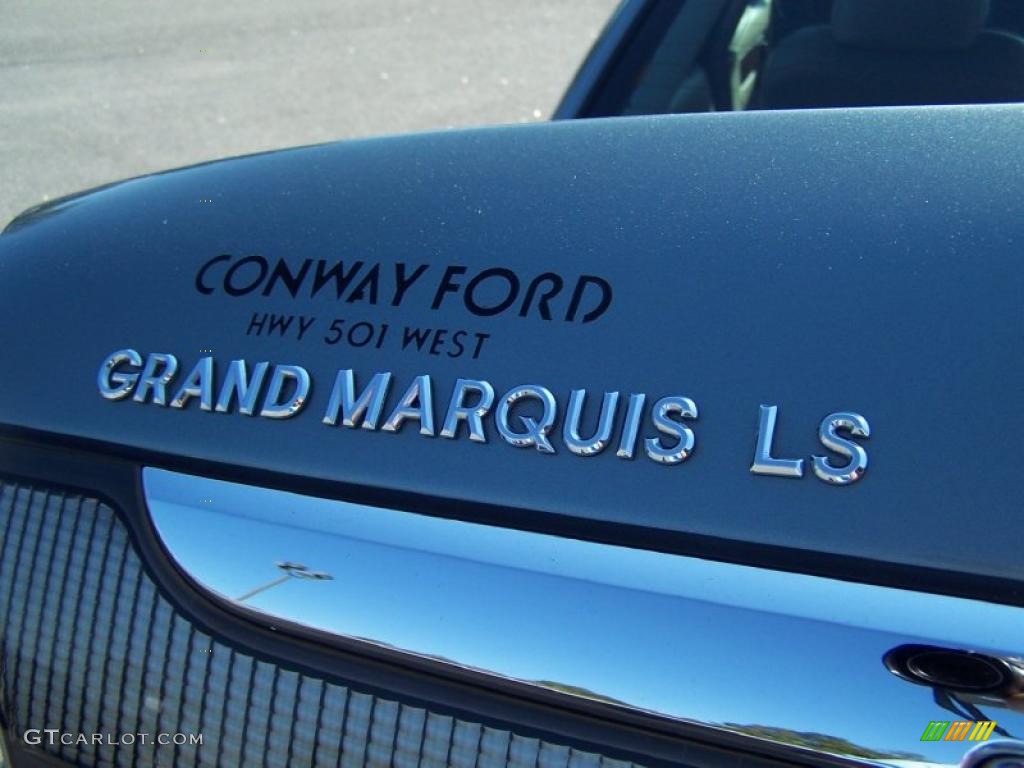 CONWAY FORD
HWY 501 WEST
GRAND MARQUIS LS
GTCARLOT.COM